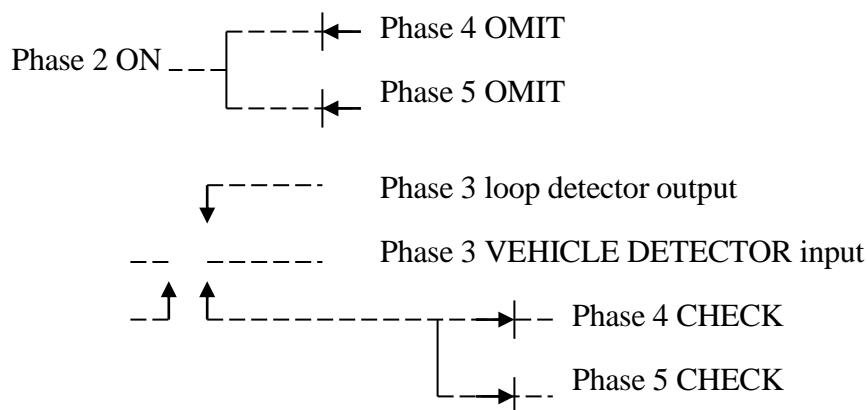 Phase 4 OMIT
Phase 2 ON
Phase 5 OMIT
Phase 3 loop detector output
Phase 3 VEHICLE DETECTOR input
Phase 4 CHECK
Phase 5 CHECK